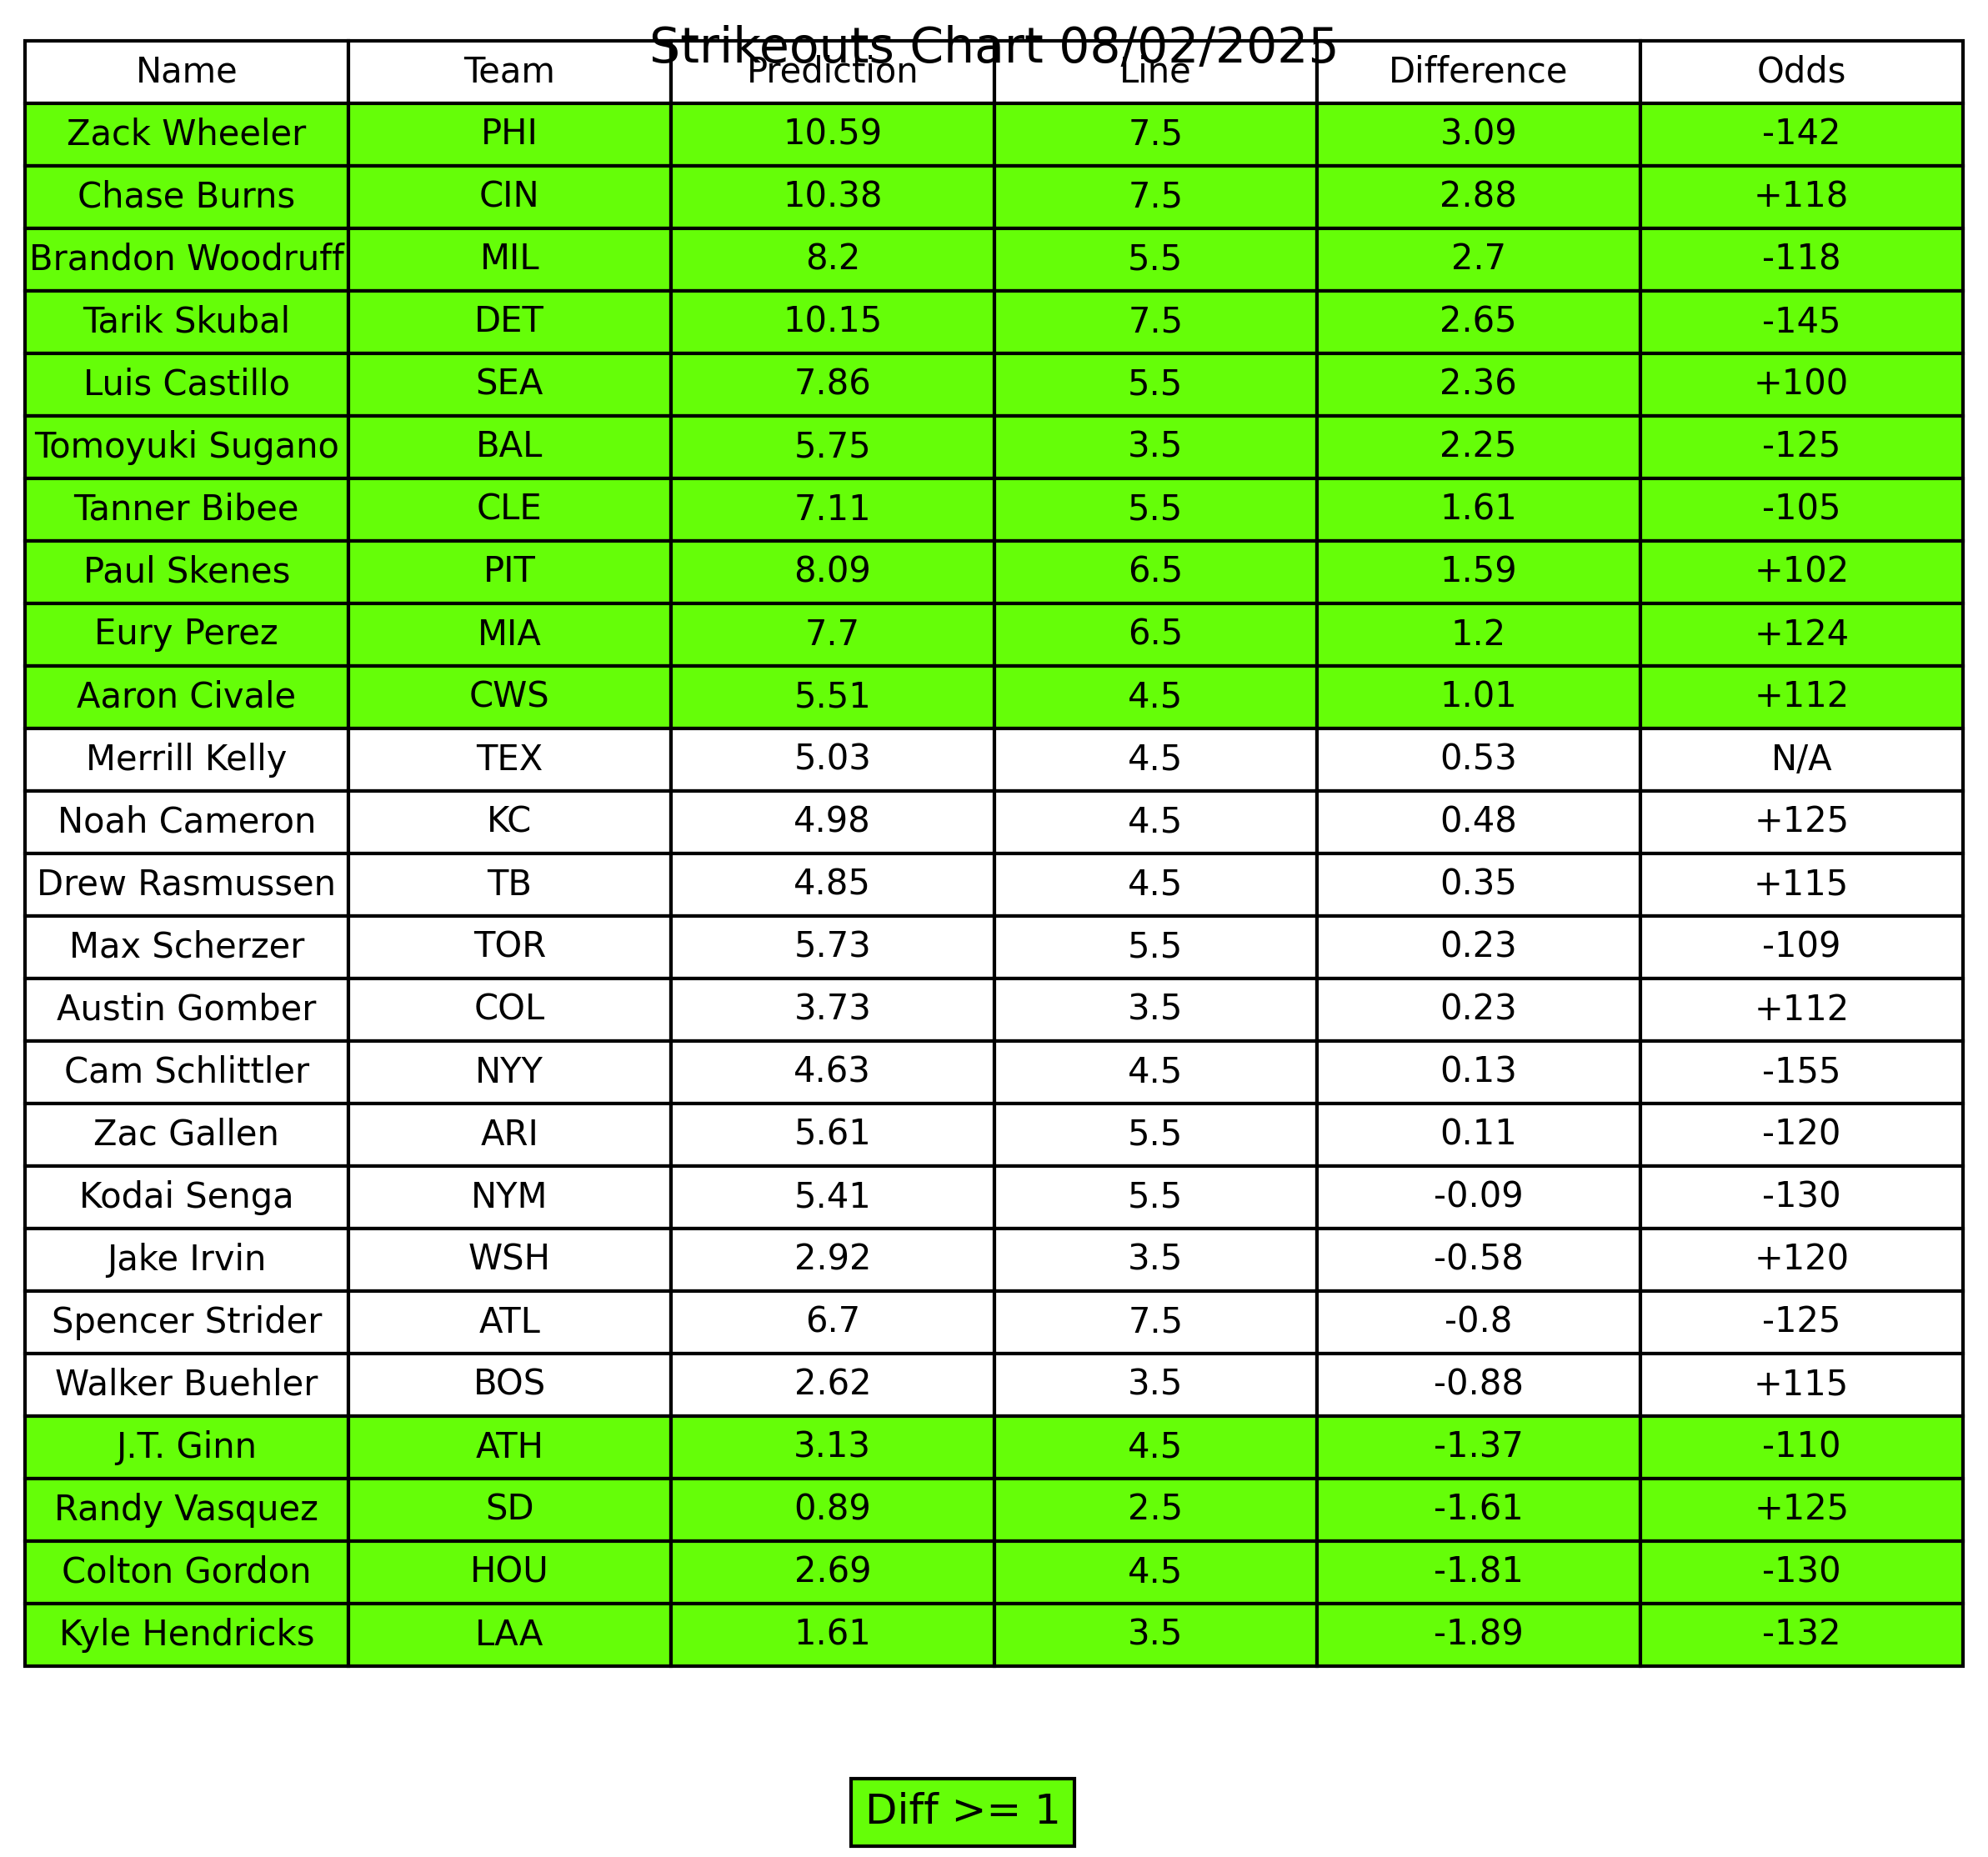 Strikeouts Chart 08/02/2025
Name Team Prediction Line Difference Odds
Zack Wheeler PHI 10.59 7.5 3.09 -142
Chase Burns CIN 10.38 7.5 2.88 +118
Brandon Woodruff MIL 8.2 5.5 2.7 -118
Tarik Skubal DET 10.15 7.5 2.65 -145
Luis Castillo SEA 7.86 5.5 2.36 +100
Tomoyuki Sugano BAL 5.75 3.5 2.25 -125
Tanner Bibee CLE 7.11 5.5 1.61 -105
Paul Skenes PIT 8.09 6.5 1.59 +102
Eury Perez MIA 7.7 6.5 1.2 +124
Aaron Civale CWS 5.51 4.5 1.01 +112
Merrill Kelly TEX 5.03 4.5 0.53 N/A
Noah Cameron KC 4.98 4.5 0.48 +125
Drew Rasmussen TB 4.85 4.5 0.35 +115
Max Scherzer TOR 5.73 5.5 0.23 -109
Austin Gomber COL 3.73 3.5 0.23 +112
Cam Schlittler NYY 4.63 4.5 0.13 -155
Zac Gallen ARI 5.61 5.5 0.11 -120
Kodai Senga NYM 5.41 5.5 -0.09 -130
Jake Irvin WSH 2.92 3.5 -0.58 +120
Spencer Strider ATL 6.7 7.5 -0.8 -125
Walker Buehler BOS 2.62 3.5 -0.88 +115
J.T. Ginn ATH 3.13 4.5 -1.37 -110
Randy Vasquez SD 0.89 2.5 -1.61 +125
Colton Gordon HOU 2.69 4.5 -1.81 -130
Kyle Hendricks LAA 1.61 3.5 -1.89 -132
Diff >= 1